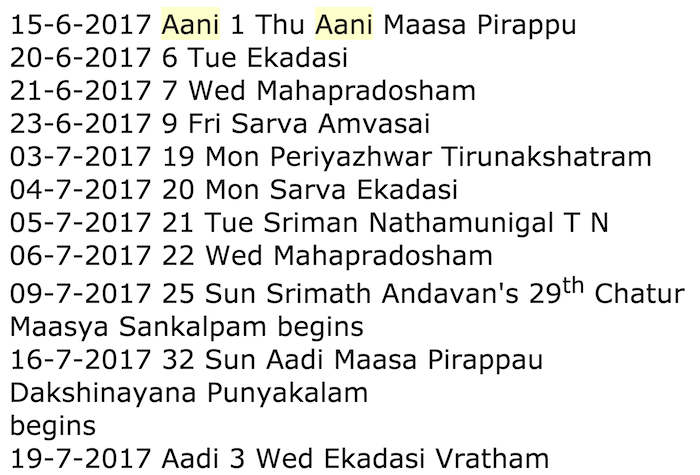 15-6-2017 Aani 1 Thu Aani Maasa Pirappu
20-6-2017 6 Tue Ekadasi
21-6-2017 7 Wed Mahapradosham
23-6-2017 9 Fri Sarva Amvasai
03-7-2017 19 Mon Periyazhwar Tirunakshatram
04-7-2017 20 Mon Sarva Ekadasi
05-7-2017 21 Tue Sriman Nathamunigal T N
06-7-2017 22 Wed Mahapradosham
09-7-2017 25 Sun Srimath Andavan's 29th Chatur
Maasya Sankalpam begins
16-7-2017 32 Sun Aadi Maasa Pirappau
Dakshinayana Punyakalam
begins
19-7-2017 Aadi 3 Wed Ekadasi Vratham